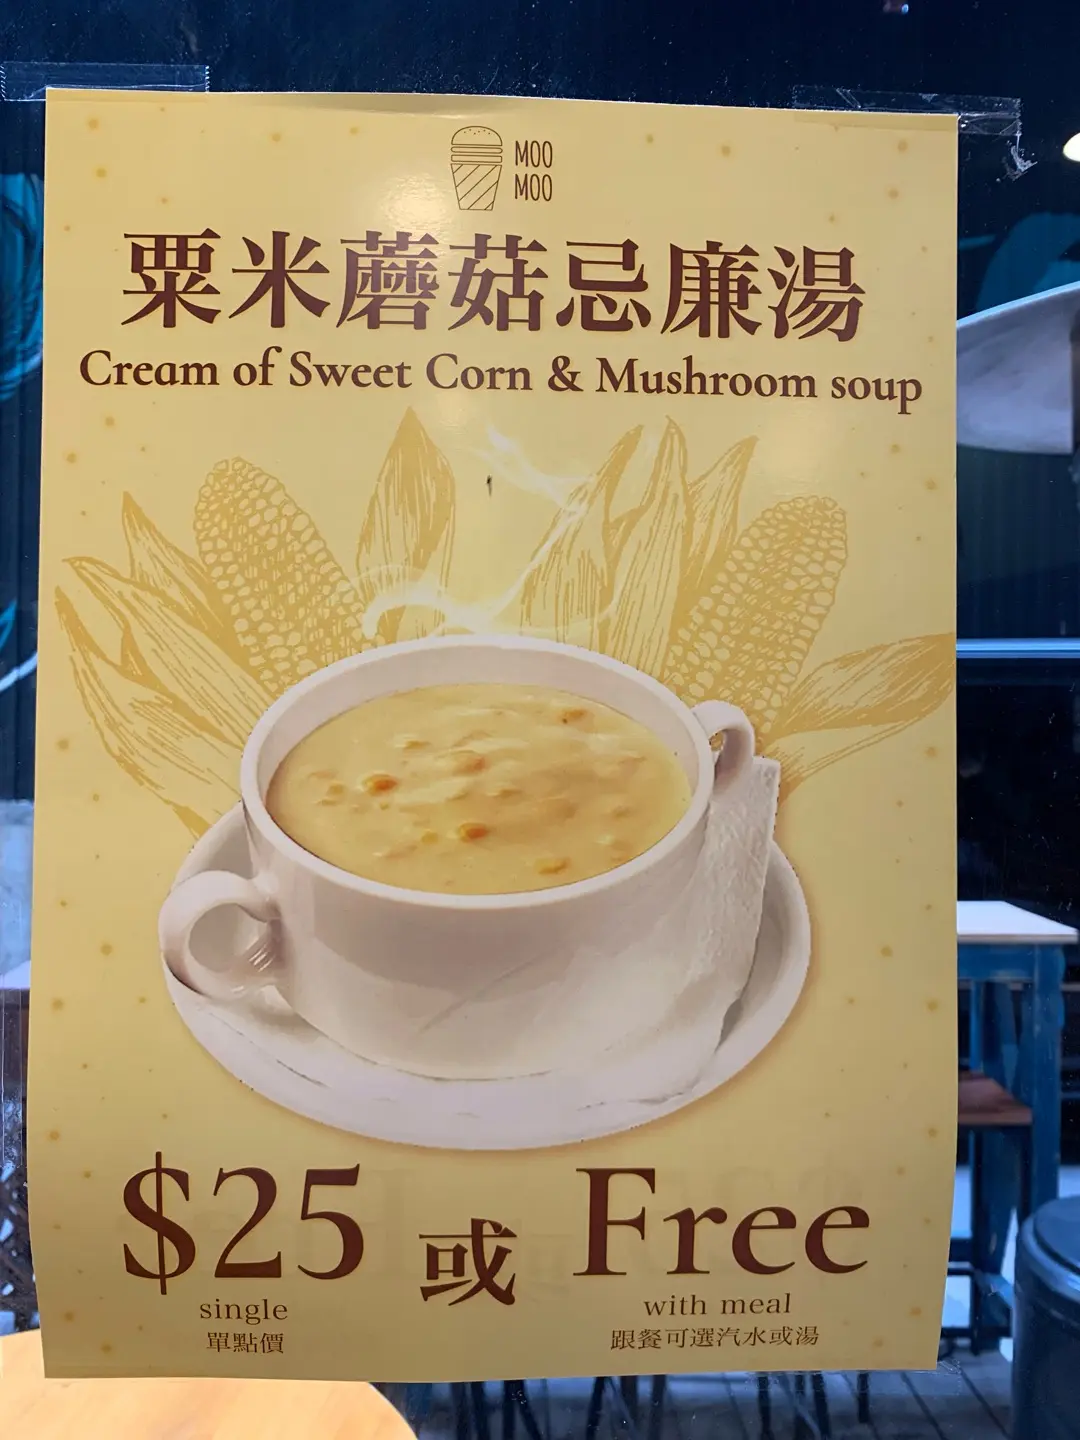 MOO
MOO
粟米蘑菇忌廉湯
Cream of Sweet Corn & Mushroom soup
$25 或 Free
single
單點價
with meal
跟餐可選汽水或湯